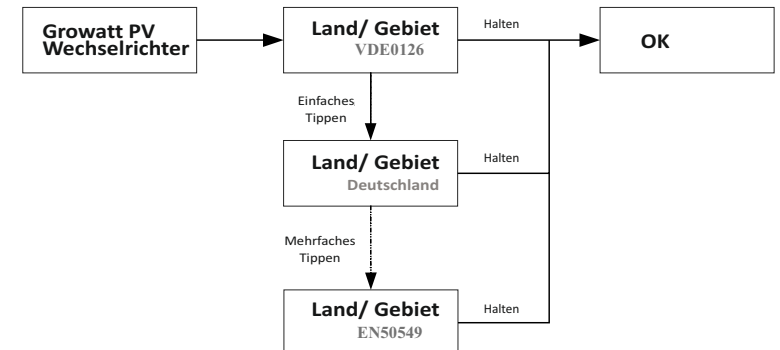 Growatt PV
Wechselrichter
Land/ Gebiet
VDE0126
Halten
OK
Einfaches
Tippen
Land/ Gebiet
Deutschland
Halten
Mehrfaches
Tippen
Land/ Gebiet
EN50549
Halten